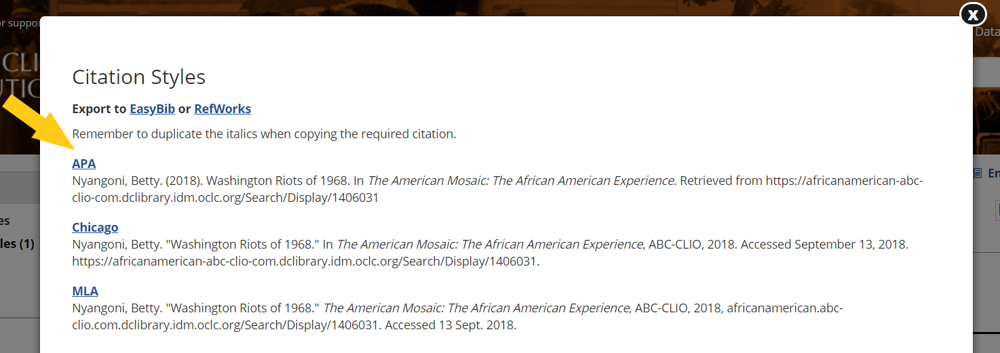 r suppo
X
Data
CLI
UTIC
Citation Styles
Export to EasyBib or RefWorks
Remember to duplicate the italics when copying the required citation.
APA
Nyangoni, Betty. (2018). Washington Riots of 1968. In The American Mosaic: The African American Experience. Retrieved from https://africanamerican-abc-
clio-com.dclibrary.idm.oclc.org/Search/Display/1406031
En
es
les (1)
Chicago
Nyangoni, Betty. "Washington Riots of 1968." In The American Mosaic: The African American Experience, ABC-CLIO, 2018. Accessed September 13, 2018.
https://africanamerican-abc-clio-com.dclibrary.idm.oclc.org/Search/Display/1406031.
MLA
Nyangoni, Betty. "Washington Riots of 1968." The American Mosaic: The African American Experience, ABC-CLIO, 2018, africanamerican.abc-
clio.com.dclibrary.idm.oclc.org/Search/Display/1406031. Accessed 13 Sept. 2018.